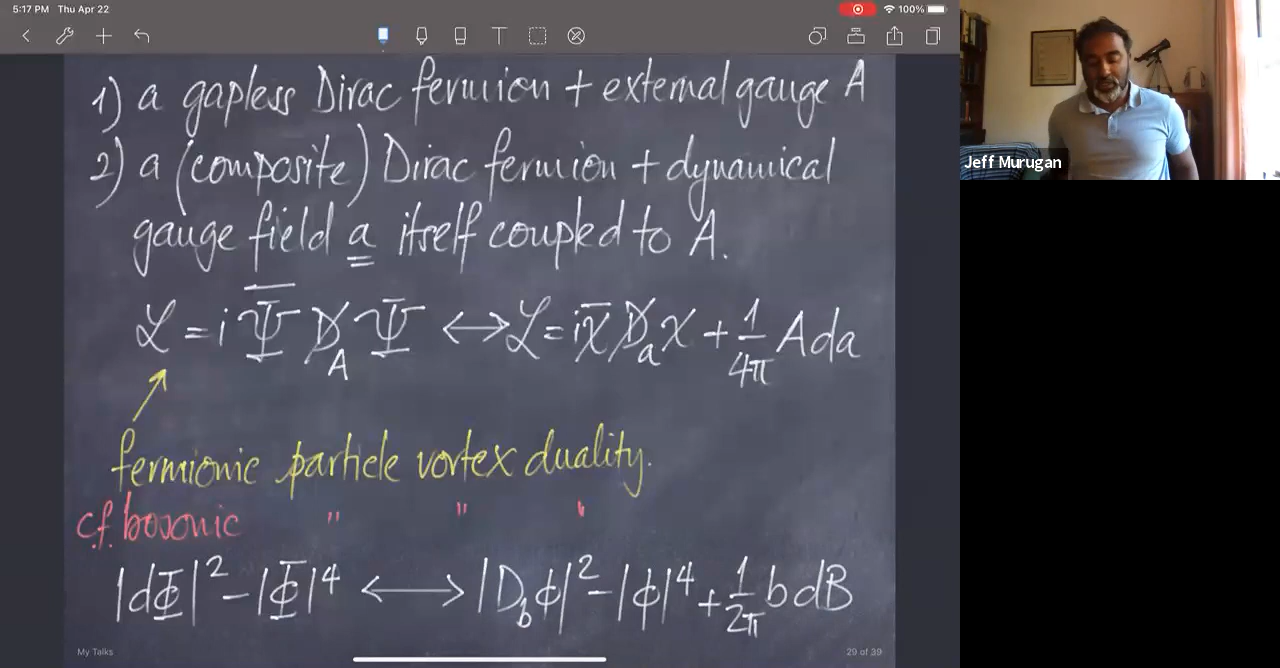 5:17 PM Thu Apr 22
100%
Jeff Murugan
1) a gapless Dirac fermion + external gauge A
2) a (composite) Dirac fermion + dynamical
gauge field a itself coupled to A.
ℒ = i Ψ̄ D̸_A Ψ ⟷ ℒ = i χ̄ D̸_a χ + 1/4π Ada
fermionic particle vortex duality.
c.f. bosonic " " "
|dΦ|² - |Φ|⁴ ⟷ |D_b ϕ|² - |ϕ|⁴ + 1/2π b dB
My Talks
29 of 39